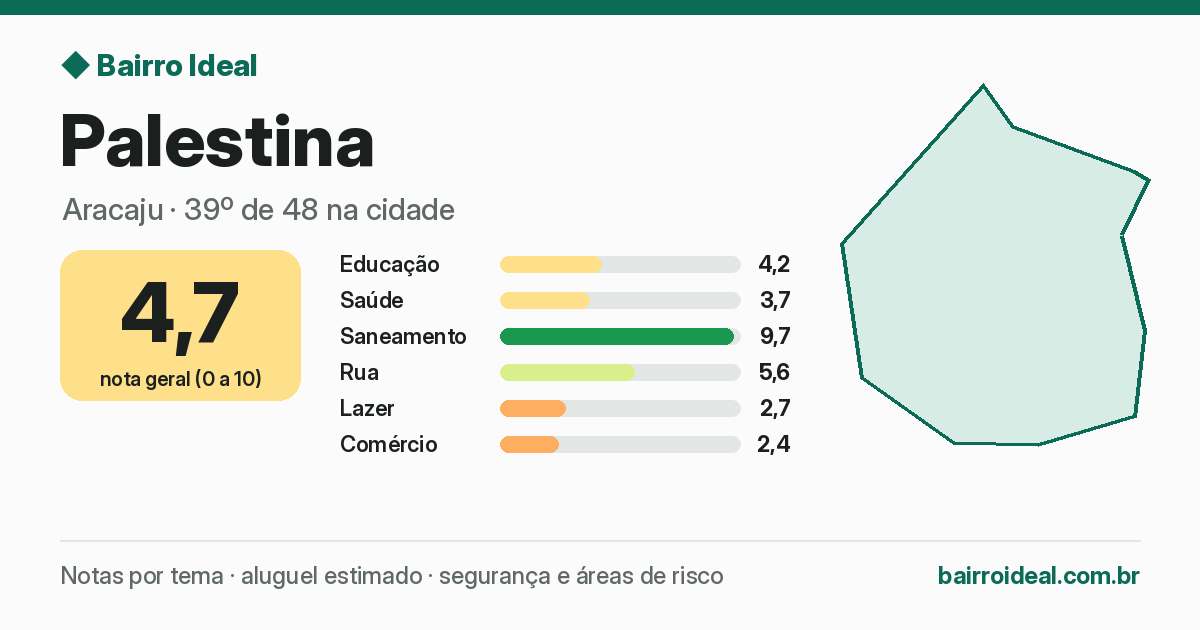 Bairro Ideal
Palestina
Aracaju · 39º de 48 na cidade
4,7
nota geral (0 a 10)
Educação 4,2
Saúde 3,7
Saneamento 9,7
Rua 5,6
Lazer 2,7
Comércio 2,4
Notas por tema · aluguel estimado · segurança e áreas de risco
bairroideal.com.br